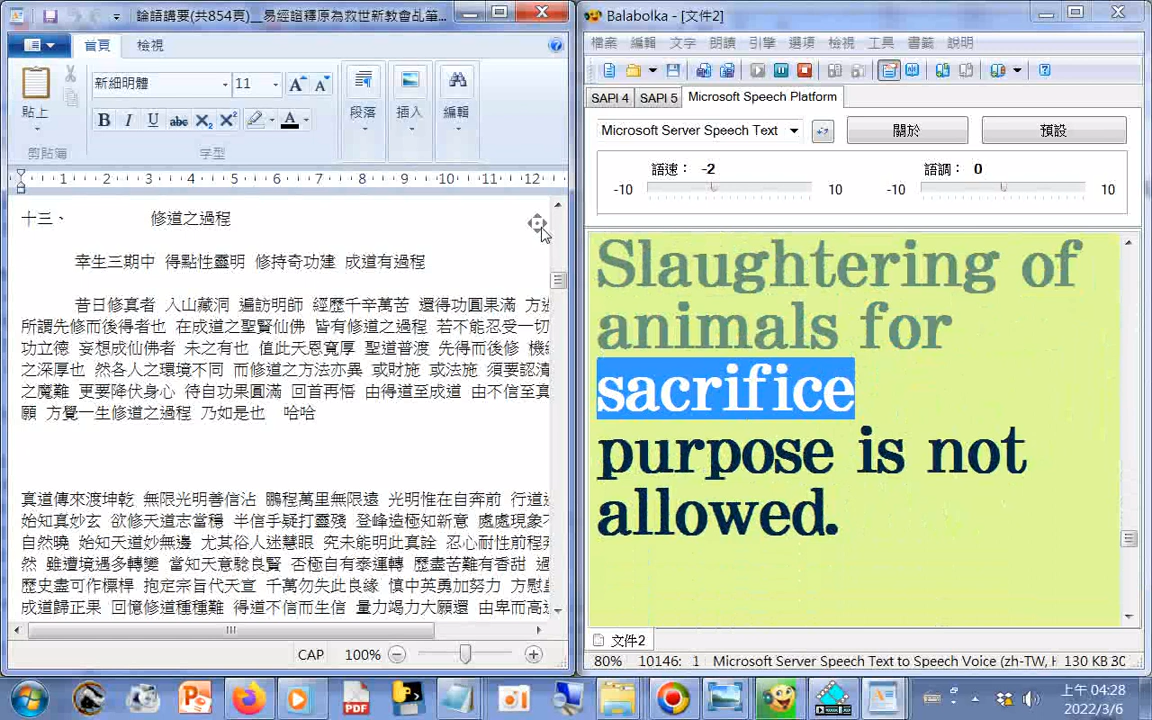 論語講要(共854頁)__易經證釋原為救世新教會乩筆...
首頁 檢視
新細明體 11
貼上
B I U abc X₂ X²
A
段落
插入
編輯
剪貼簿
字型
1 2 3 4 5 6 7 8 9 10 11 12
十三、 修道之過程
幸生三期中 得點性靈明 修持奇功建 成道有過程
昔日修真者 入山藏洞 遍訪明師 經歷千辛萬苦 還得功圓果滿 方
所謂先修而後得者也 在成道之聖賢仙佛 皆有修道之過程 若不能忍受一切
功立德 妄想成仙佛者 未之有也 值此天恩寬厚 聖道普渡 先得而後修 機
之深厚也 然各人之環境不同 而修道之方法亦異 或財施 或法施 須要認清
之魔難 更要降伏身心 待自功果圓滿 回首再悟 由得道至成道 由不信至真
願 方覺一生修道之過程 乃如是也 哈哈
真道傳來渡坤乾 無限光明善信沾 鵬程萬里無限遠 光明惟在自奔前 行道
始知真妙玄 欲修天道志當穩 半信半疑打靈殘 登峰造極知新意 處處現象
自然曉 始知天道妙無邊 尤其俗人迷慧眼 究未能明此真詮 忍心耐性前程
然 雖遭境遇多轉變 當知天意騐良賢 否極自有泰運轉 歷盡苦難有香甜 過
歷史盡可作標桿 抱定宗旨代天宣 千萬勿失此良緣 慎中英勇加努力 方慰
成道歸正果 回憶修道種種難 得道不信而生信 量力竭力大願還 由卑而高
CAP 100%
Balabolka - [文件2]
檔案 編輯 文字 朗讀 引擎 選項 檢視 工具 書籤 說明
SAPI 4 SAPI 5 Microsoft Speech Platform
Microsoft Server Speech Text 關於 預設
語速: -2 語調: 0
-10 10 -10 10
Slaughtering of
animals for
sacrifice
purpose is not
allowed.
文件2
80% 10146: 1 Microsoft Server Speech Text to Speech Voice (zh-TW, 130 KB
上午 04:28
2022/3/6